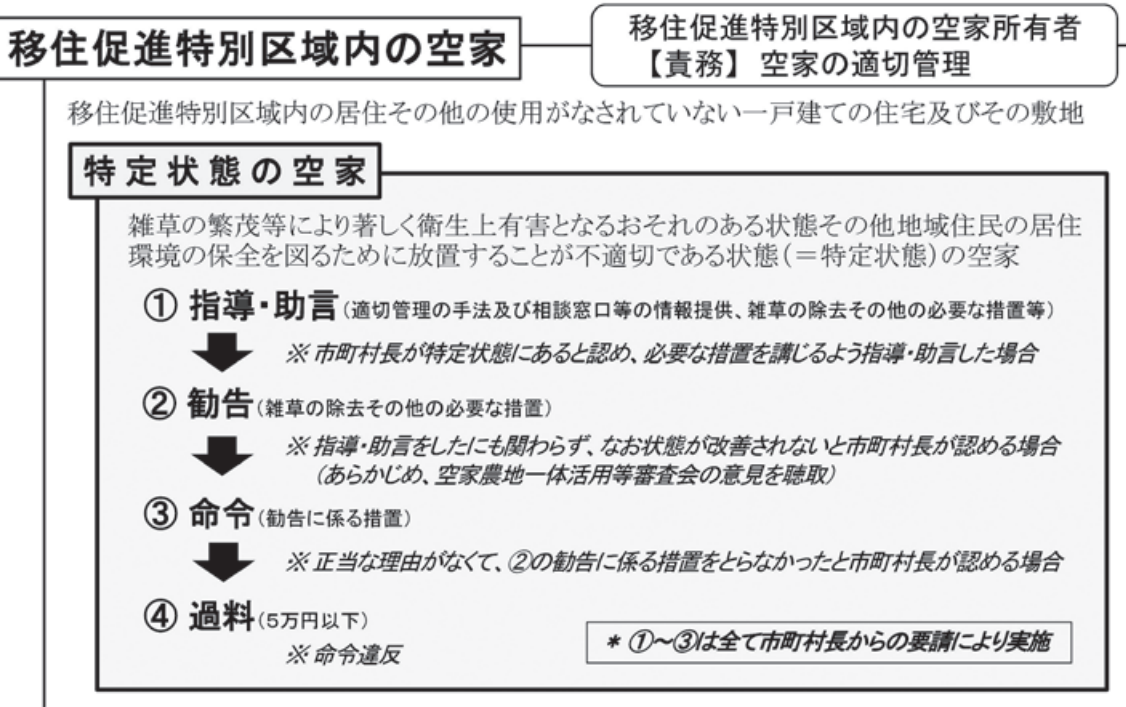 移住促進特別区域内の空家
移住促進特別区域内の空家所有者
【責務】 空家の適切管理
移住促進特別区域内の居住その他の使用がなされていない一戸建ての住宅及びその敷地
特定状態の空家
雑草の繁茂等により著しく衛生上有害となるおそれのある状態その他地域住民の居住
環境の保全を図るために放置することが不適切である状態(=特定状態)の空家
① 指導・助言(適切管理の手法及び相談窓口等の情報提供、雑草の除去その他の必要な措置等)
※ 市町村長が特定状態にあると認め、必要な措置を講じるよう指導・助言した場合
② 勧告(雑草の除去その他の必要な措置)
※ 指導・助言をしたにも関わらず、なお状態が改善されないと市町村長が認める場合
(あらかじめ、空家農地一体活用等審査会の意見を聴取)
③ 命令(勧告に係る措置)
※ 正当な理由がなくて、②の勧告に係る措置をとらなかったと市町村長が認める場合
④ 過料(5万円以下)
※ 命令違反
* ①～③は全て市町村長からの要請により実施